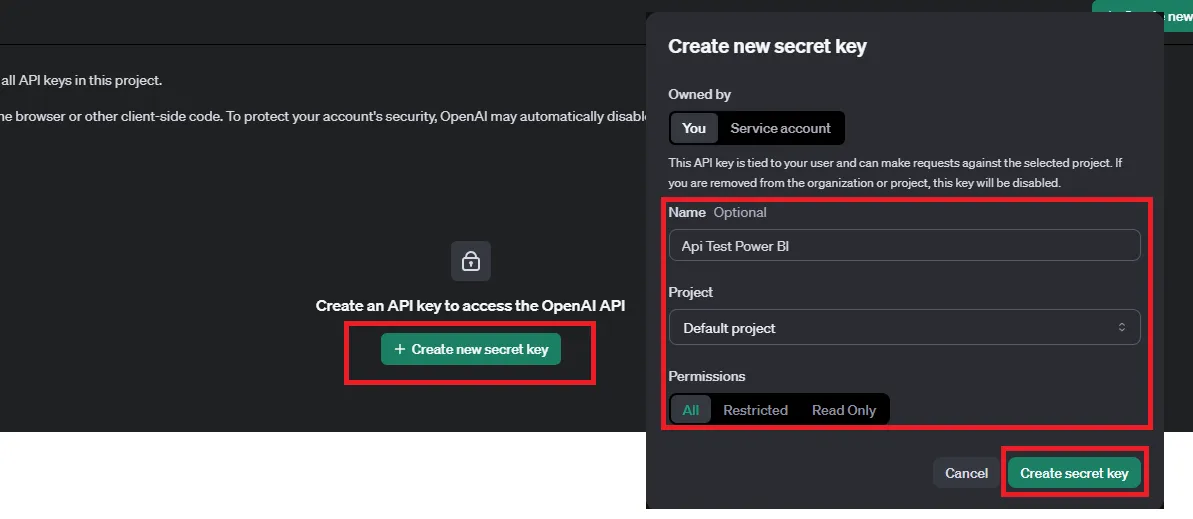 new
all API keys in this project.
ne browser or other client-side code. To protect your account's security, OpenAI may automatically disable
Create an API key to access the OpenAI API
+ Create new secret key
Create new secret key
Owned by
You Service account
This API key is tied to your user and can make requests against the selected project. If
you are removed from the organization or project, this key will be disabled.
Name Optional
Api Test Power BI
Project
Default project
Permissions
All Restricted Read Only
Cancel Create secret key